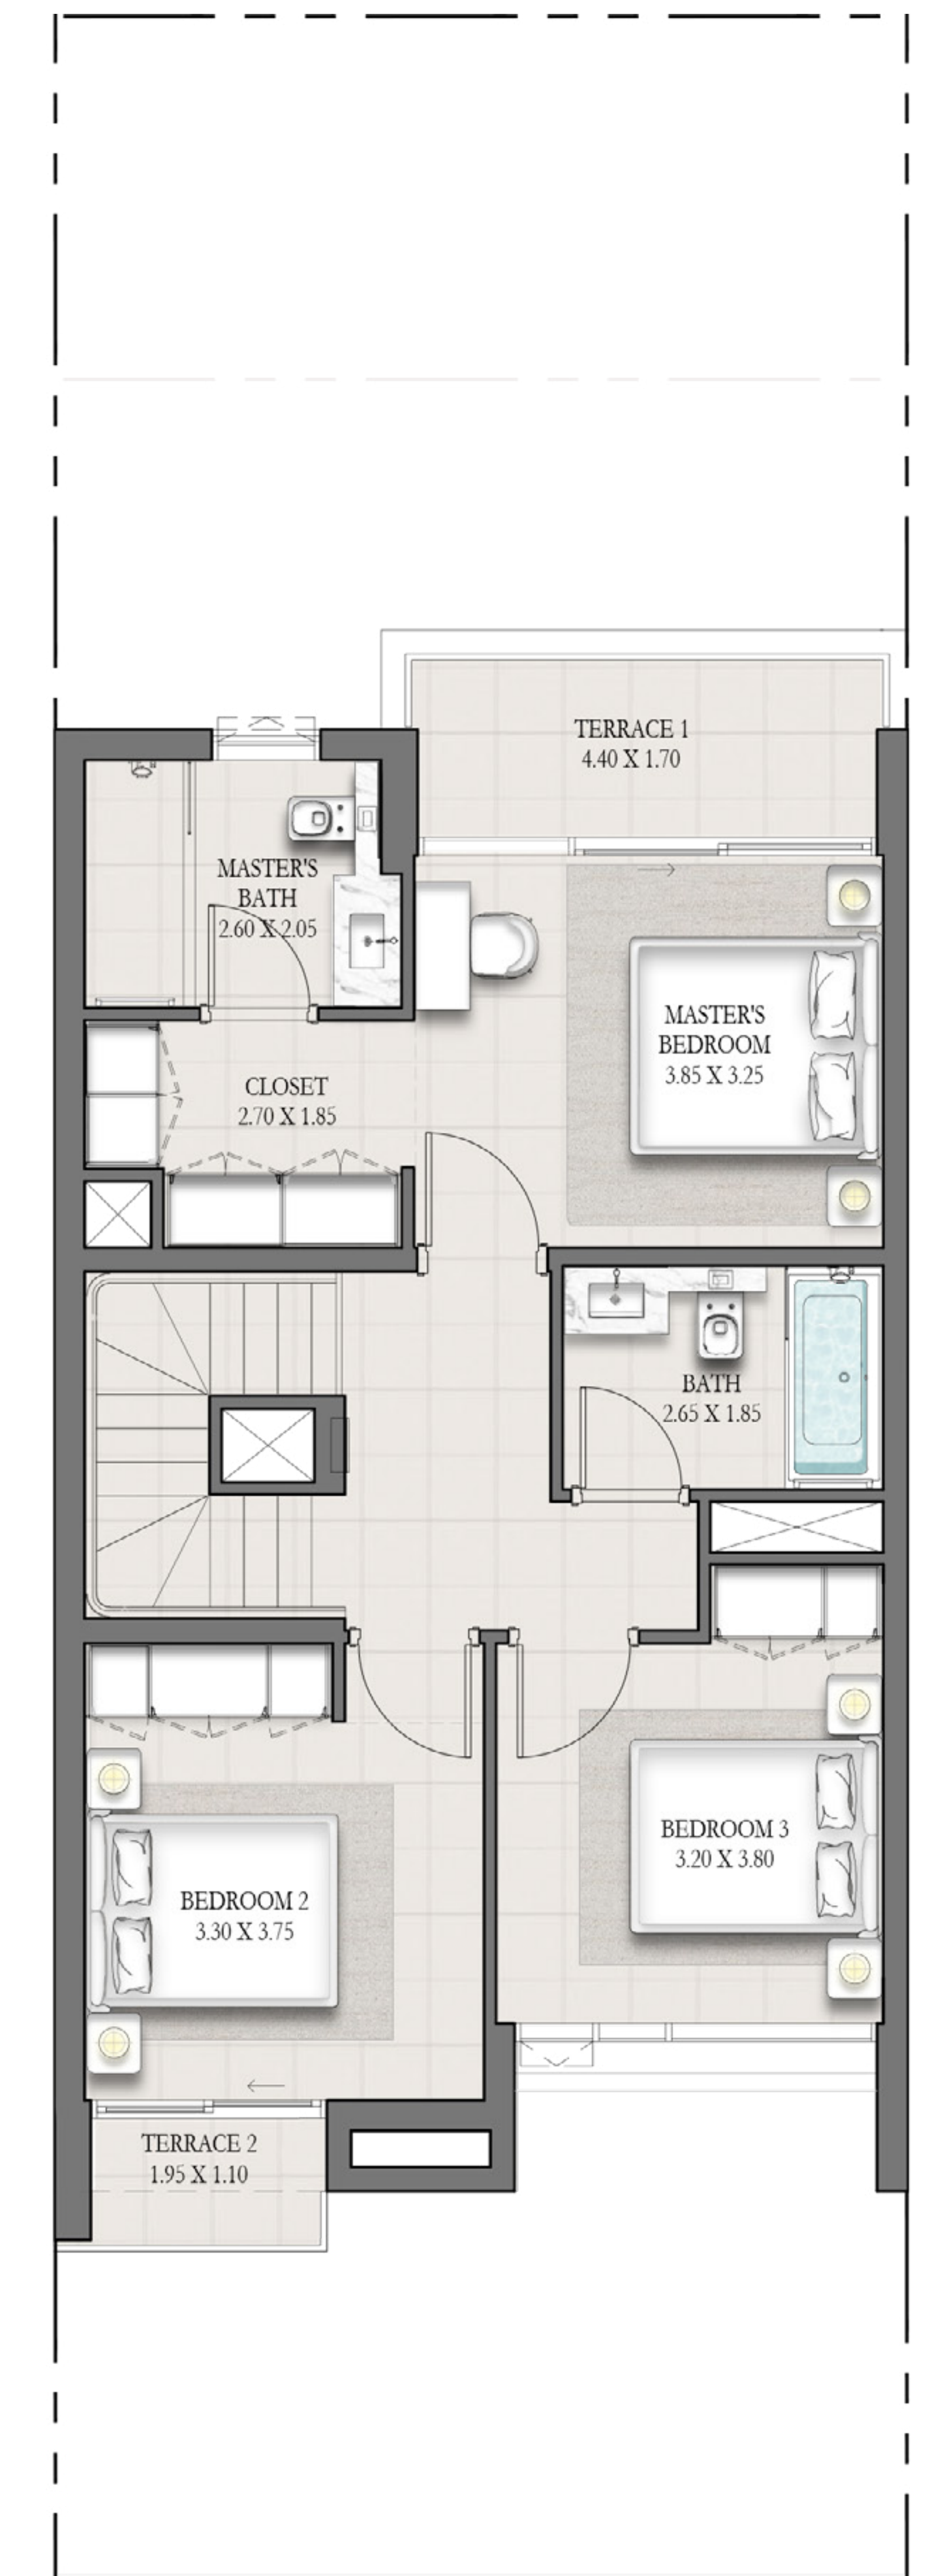 TERRACE 1
4.40 X 1.70
MASTER'S
BATH
2.60 X 2.05
MASTER'S
BEDROOM
3.85 X 3.25
CLOSET
2.70 X 1.85
BATH
2.65 X 1.85
BEDROOM 3
3.20 X 3.80
BEDROOM 2
3.30 X 3.75
TERRACE 2
1.95 X 1.10